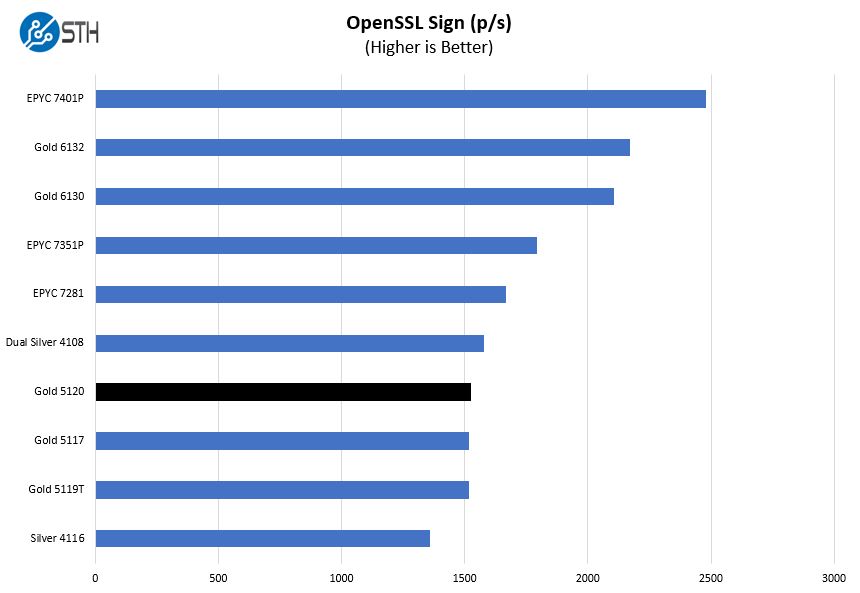 STH
OpenSSL Sign (p/s)
(Higher is Better)
EPYC 7401P
Gold 6132
Gold 6130
EPYC 7351P
EPYC 7281
Dual Silver 4108
Gold 5120
Gold 5117
Gold 5119T
Silver 4116
0 500 1000 1500 2000 2500 3000